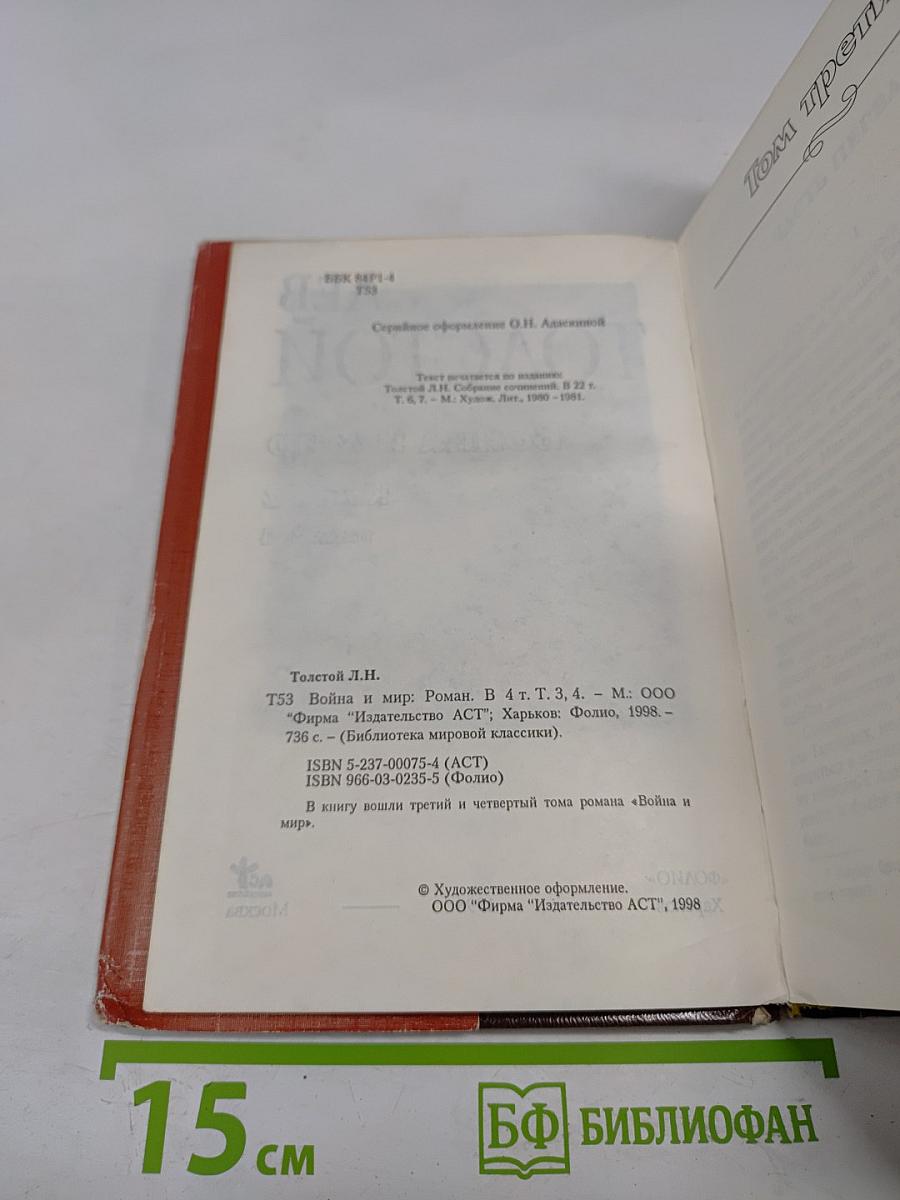 ББК 84Р1-4
Т53
Серийное оформление О.Н. Адаскиной
Текст печатается по изданию:
Толстой Л.Н. Собрание сочинений. В 22 т.
Т. 6, 7. – М.: Худож. Лит., 1980 – 1981.
Толстой Л.Н.
Т53 Война и мир: Роман. В 4 т. Т. 3, 4. – М.: ООО
"Фирма "Издательство АСТ"; Харьков: Фолио, 1998. –
736 с. – (Библиотека мировой классики).
ISBN 5-237-00075-4 (АСТ)
ISBN 966-03-0235-5 (Фолио)
В книгу вошли третий и четвертый тома романа «Война и
мир».
© Художественное оформление.
ООО "Фирма "Издательство АСТ", 1998
Том трети
15 см
БФ БИБЛИОФАН